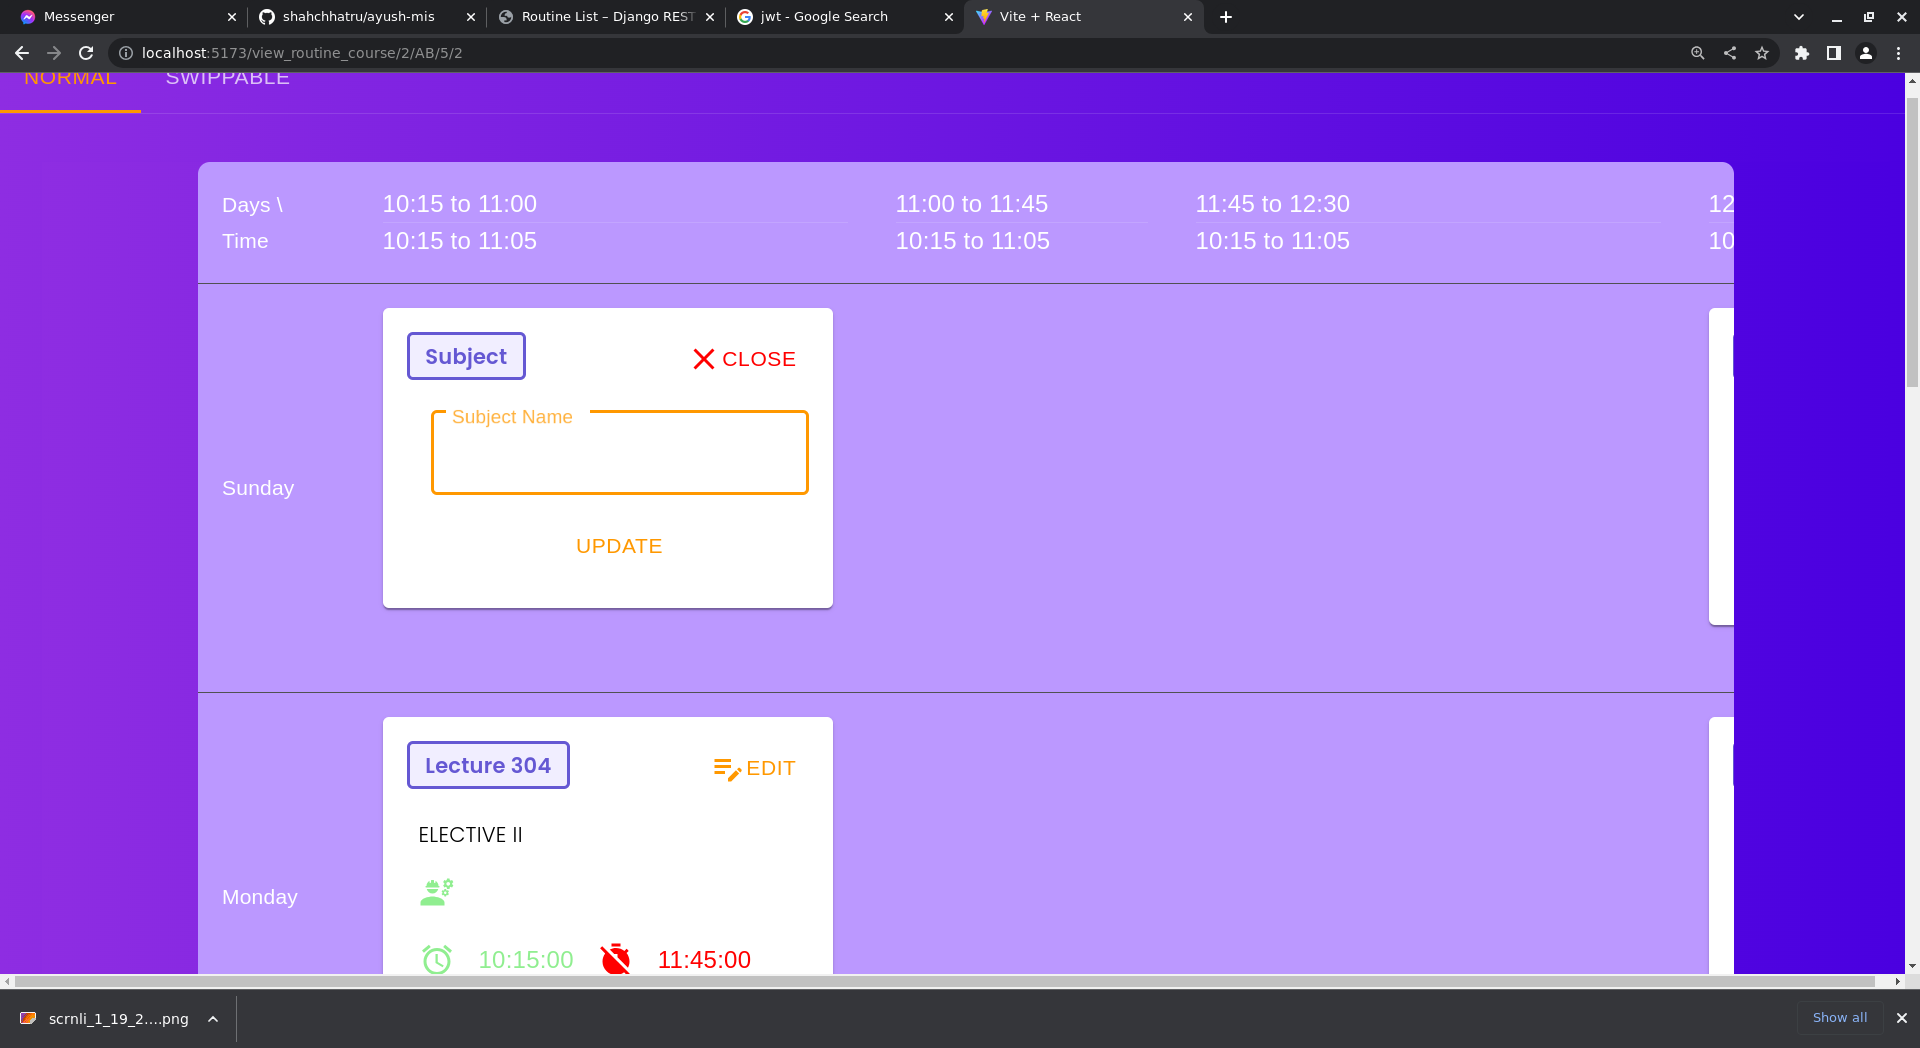 Messenger
shahchhatru/ayush-mis
Routine List – Django REST
jwt - Google Search
Vite + React
localhost:5173/view_routine_course/2/AB/5/2
NORMAL
SWIPPABLE
Days \
Time
10:15 to 11:00
10:15 to 11:05
11:00 to 11:45
10:15 to 11:05
11:45 to 12:30
10:15 to 11:05
12
10
Sunday
Subject
CLOSE
Subject Name
UPDATE
Monday
Lecture 304
EDIT
ELECTIVE II
10:15:00
11:45:00
scrnli_1_19_2....png
Show all